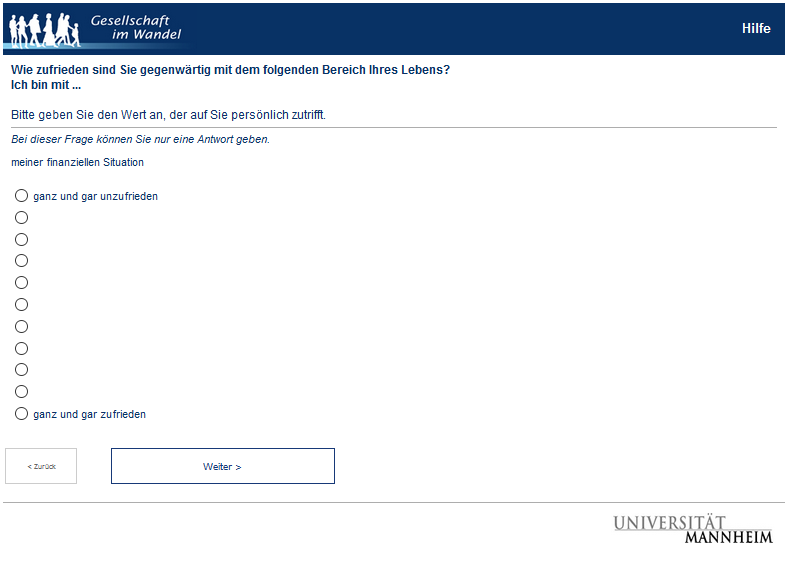 Gesellschaft
im Wandel
Hilfe
Wie zufrieden sind Sie gegenwärtig mit dem folgenden Bereich Ihres Lebens?
Ich bin mit ...
Bitte geben Sie den Wert an, der auf Sie persönlich zutrifft.
Bei dieser Frage können Sie nur eine Antwort geben.
meiner finanziellen Situation
ganz und gar unzufrieden
ganz und gar zufrieden
< Zurück
Weiter >
UNIVERSITÄT
MANNHEIM